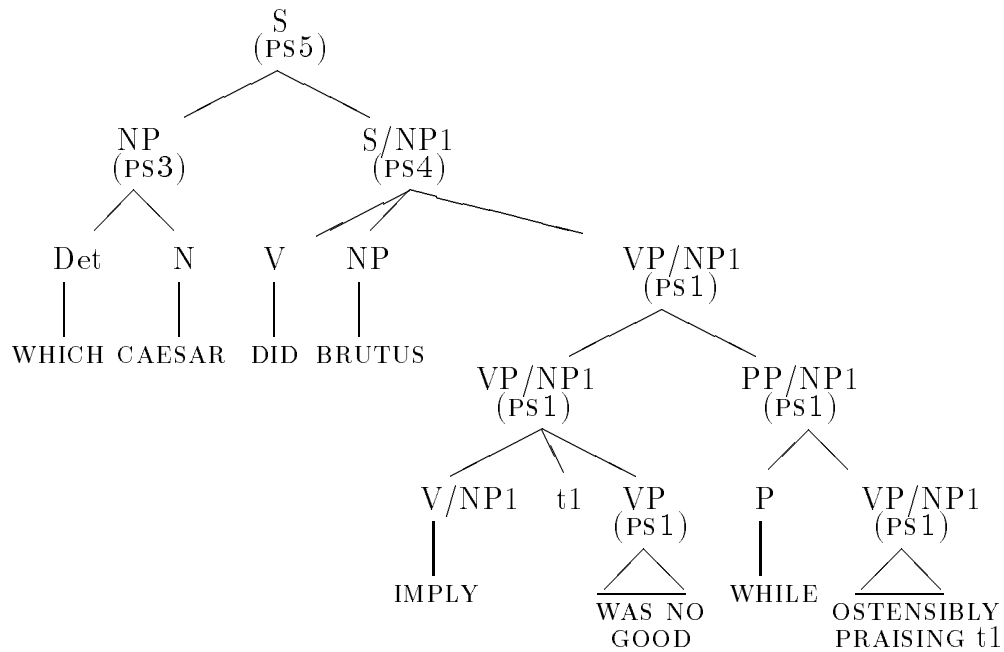 S
(PS5)
NP S/NP1
(PS3) (PS4)
Det N V NP VP/NP1
(PS1)
WHICH CAESAR DID BRUTUS
VP/NP1 PP/NP1
(PS1) (PS1)
V/NP1 t1 VP P VP/NP1
(PS1) (PS1)
IMPLY WAS NO GOOD WHILE OSTENSIBLY PRAISING t1